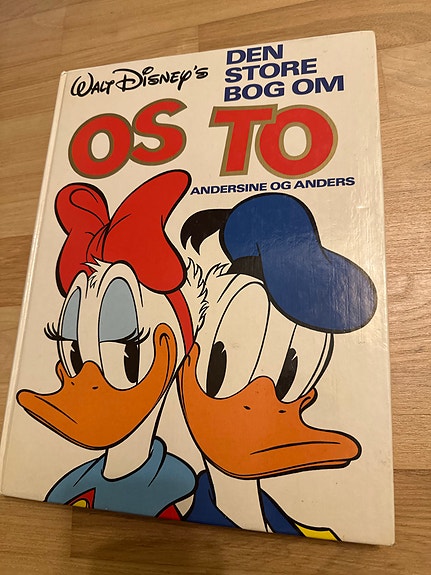 WALT DISNEY'S
DEN
STORE
BOG OM
OS TO
ANDERSINE OG ANDERS